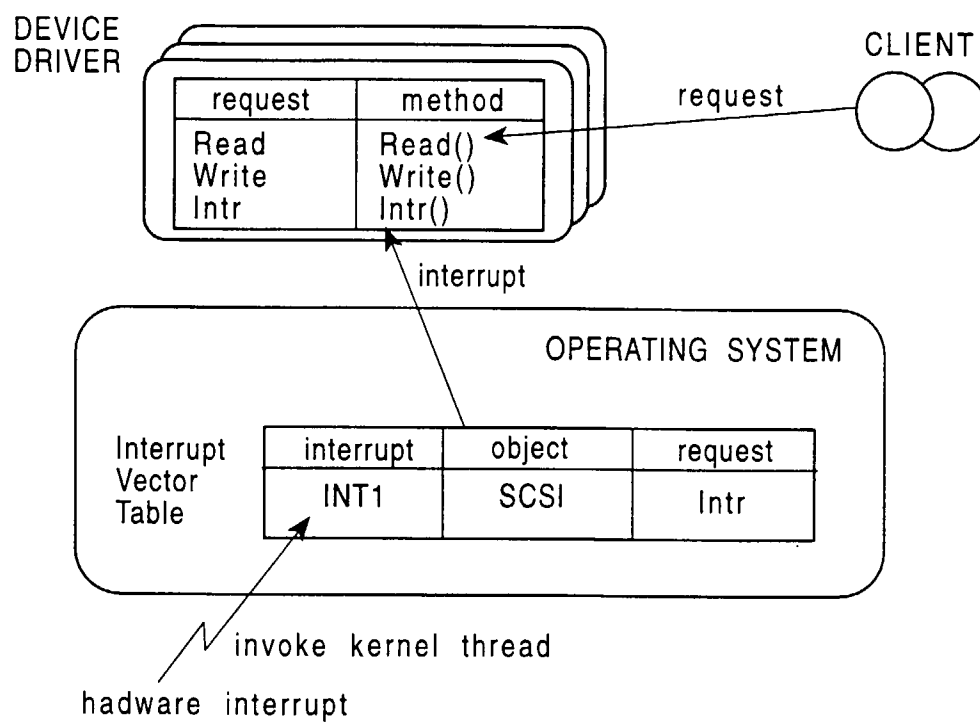 DEVICE
DRIVER
CLIENT
request method
request
Read Read()
Write Write()
Intr Intr()
interrupt
OPERATING SYSTEM
Interrupt
Vector
Table
interrupt object request
INT1 SCSI Intr
invoke kernel thread
hadware interrupt